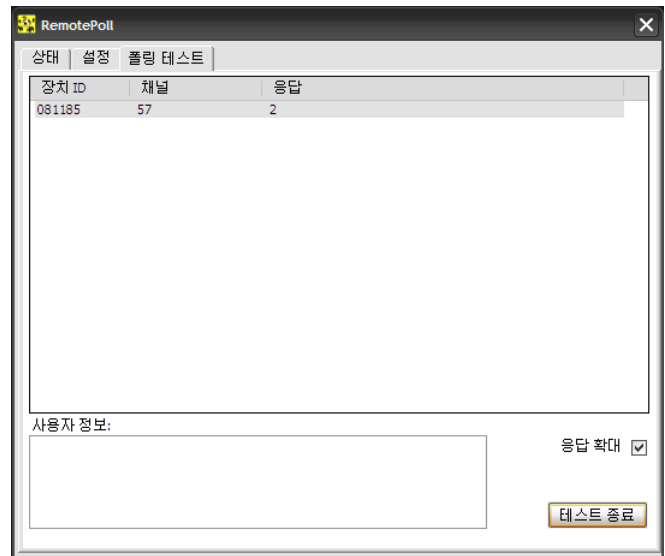 RemotePoll
상태 설정 폴링 테스트
장치 ID 채널 응답
081185 57 2
사용자 정보:
응답 확대
테스트 종료